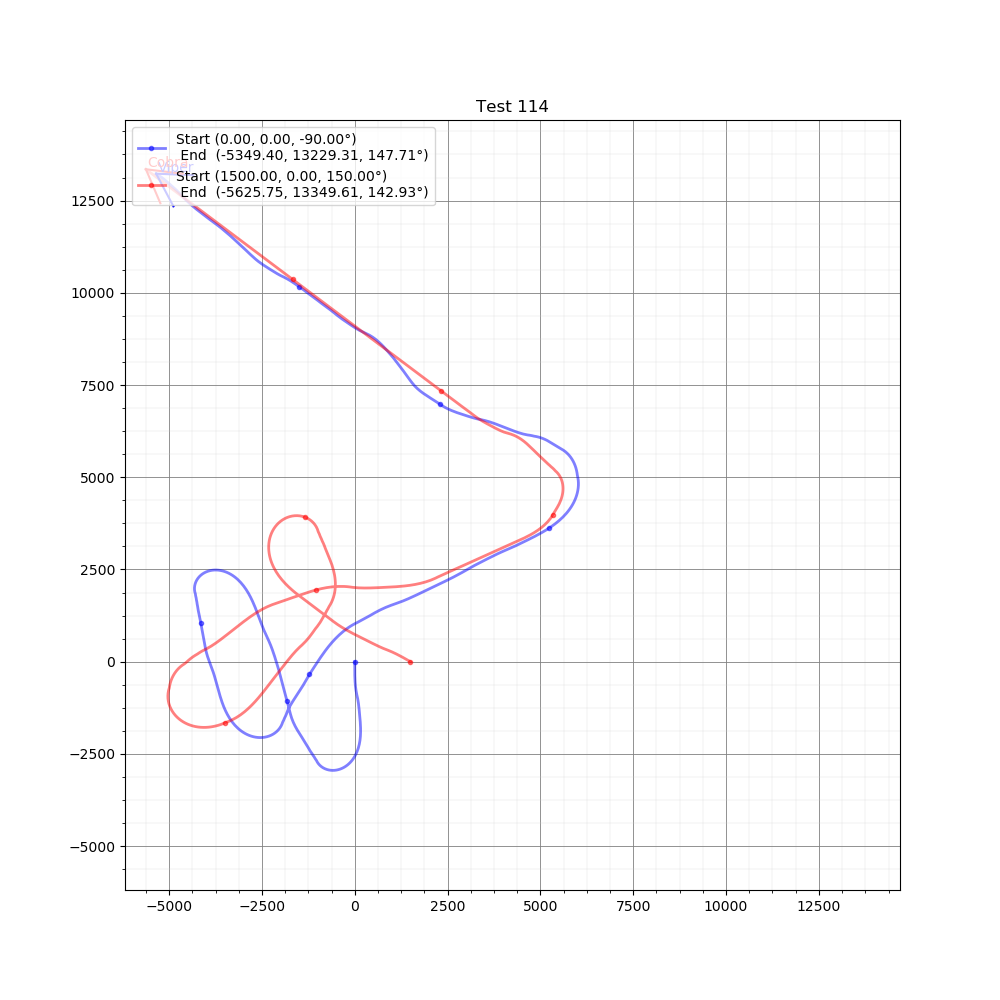 Test 114
Start (0.00, 0.00, -90.00°)
End (-5349.40, 13229.31, 147.71°)
Start (1500.00, 0.00, 150.00°)
End (-5625.75, 13349.61, 142.93°)
Cobra
Viper
12500
10000
7500
5000
2500
0
−2500
−5000
−5000 −2500 0 2500 5000 7500 10000 12500